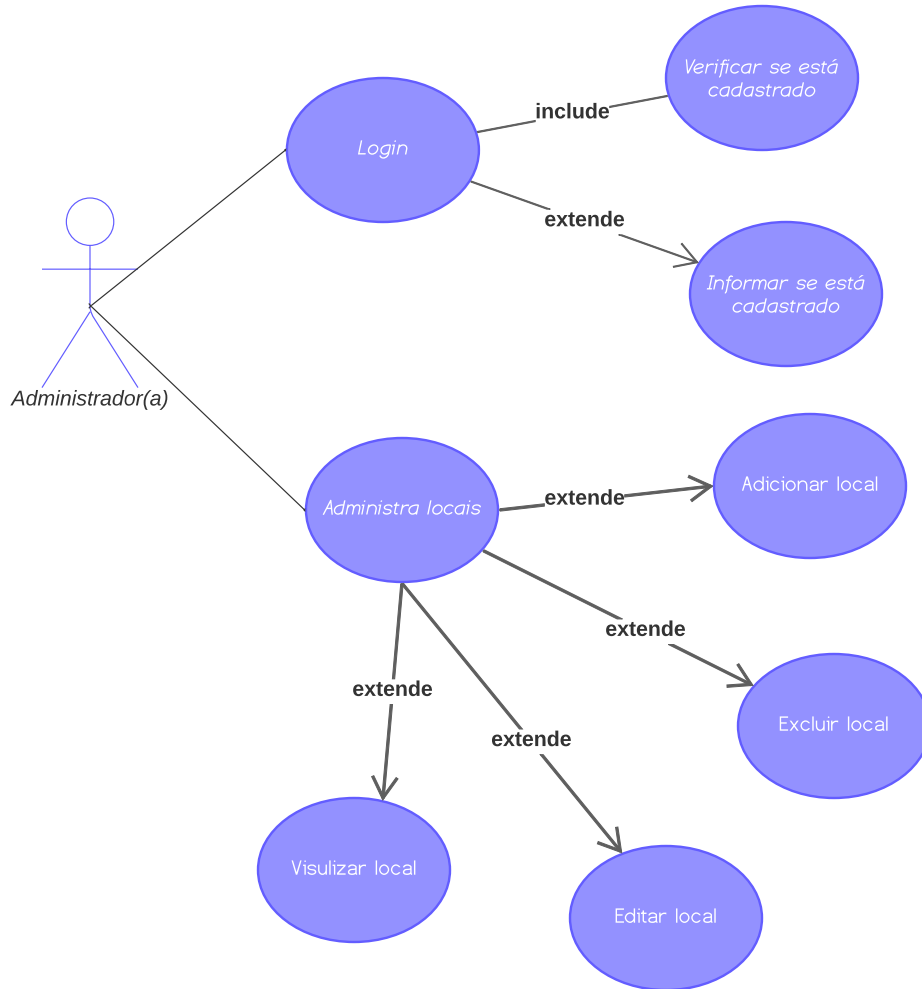 Verificar se está
cadastrado
include
Login
extende
Informar se está
cadastrado
Administrador(a)
Administra locais
extende
Adicionar local
extende
Excluir local
extende
extende
Visulizar local
Editar local